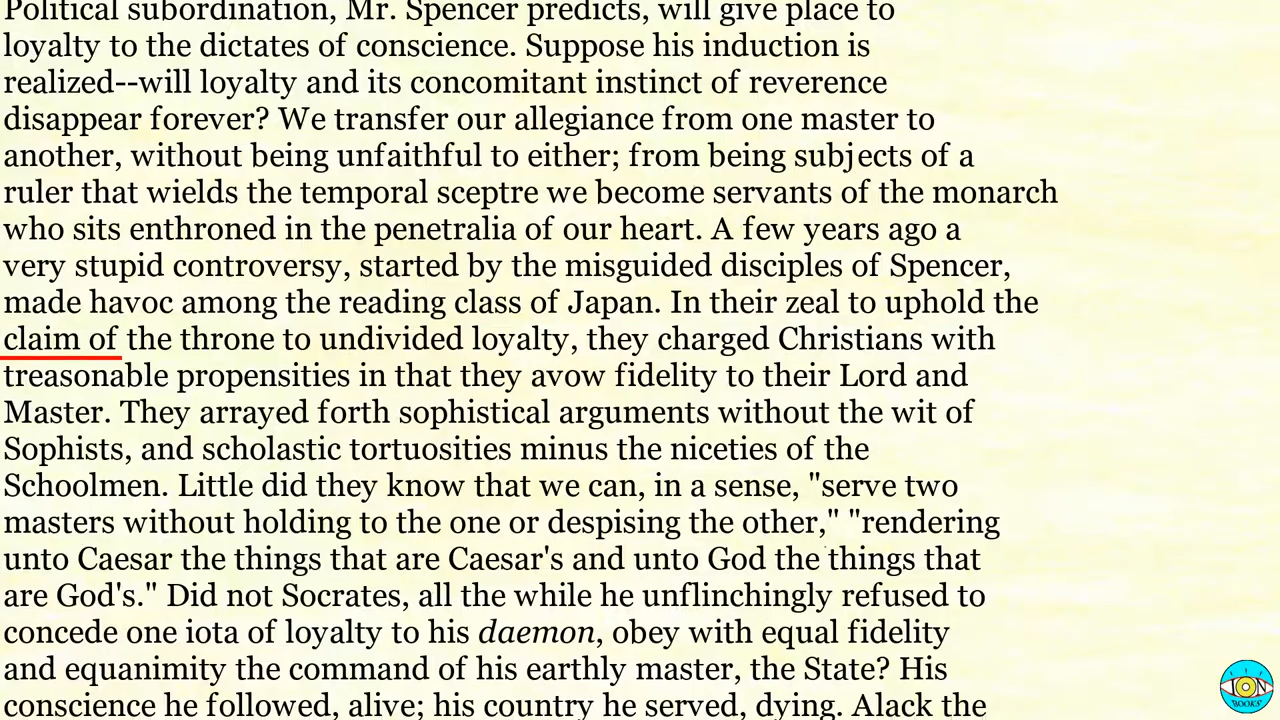 Political subordination, Mr. Spencer predicts, will give place to
loyalty to the dictates of conscience. Suppose his induction is
realized--will loyalty and its concomitant instinct of reverence
disappear forever? We transfer our allegiance from one master to
another, without being unfaithful to either; from being subjects of a
ruler that wields the temporal sceptre we become servants of the monarch
who sits enthroned in the penetralia of our heart. A few years ago a
very stupid controversy, started by the misguided disciples of Spencer,
made havoc among the reading class of Japan. In their zeal to uphold the
claim of the throne to undivided loyalty, they charged Christians with
treasonable propensities in that they avow fidelity to their Lord and
Master. They arrayed forth sophistical arguments without the wit of
Sophists, and scholastic tortuosities minus the niceties of the
Schoolmen. Little did they know that we can, in a sense, "serve two
masters without holding to the one or despising the other," "rendering
unto Caesar the things that are Caesar's and unto God the things that
are God's." Did not Socrates, all the while he unflinchingly refused to
concede one iota of loyalty to his daemon, obey with equal fidelity
and equanimity the command of his earthly master, the State? His
conscience he followed, alive; his country he served, dying. Alack the
ION
BOOKS